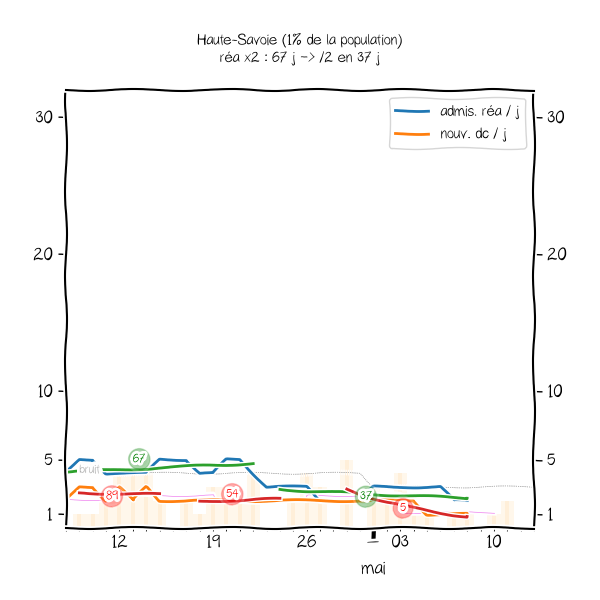 Haute-Savoie (1% de la population)
réa x2 : 67 j -> /2 en 37 j
admis. réa / j
nouv. dc / j
30 30
20 20
10 10
5 5
1 1
bruit
67
89
54
37
5
12 19 26 03 10
mai